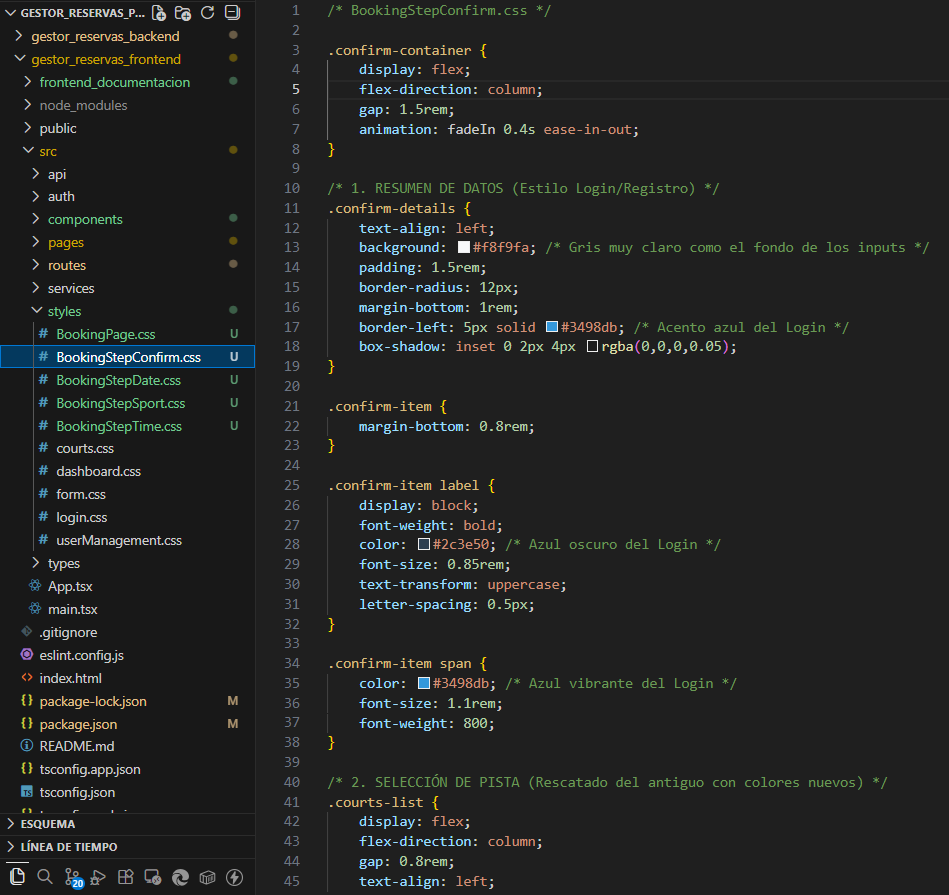 GESTOR_RESERVAS_P...
gestor_reservas_backend
gestor_reservas_frontend
frontend_documentacion
node_modules
public
src
api
auth
components
pages
routes
services
styles
# BookingPage.css U
# BookingStepConfirm.css U
# BookingStepDate.css U
# BookingStepSport.css U
# BookingStepTime.css U
# courts.css
# dashboard.css
# form.css
# login.css
# userManagement.css
types
App.tsx
main.tsx
.gitignore
eslint.config.js
<> index.html
{} package-lock.json M
{} package.json M
README.md
{} tsconfig.app.json
TS tsconfig.json
ESQUEMA
LÍNEA DE TIEMPO
20
1 /* BookingStepConfirm.css */
2
3 .confirm-container {
4 display: flex;
5 flex-direction: column;
6 gap: 1.5rem;
7 animation: fadeIn 0.4s ease-in-out;
8 }
9
10 /* 1. RESUMEN DE DATOS (Estilo Login/Registro) */
11 .confirm-details {
12 text-align: left;
13 background: #f8f9fa; /* Gris muy claro como el fondo de los inputs */
14 padding: 1.5rem;
15 border-radius: 12px;
16 margin-bottom: 1rem;
17 border-left: 5px solid #3498db; /* Acento azul del Login */
18 box-shadow: inset 0 2px 4px rgba(0,0,0,0.05);
19 }
20
21 .confirm-item {
22 margin-bottom: 0.8rem;
23 }
24
25 .confirm-item label {
26 display: block;
27 font-weight: bold;
28 color: #2c3e50; /* Azul oscuro del Login */
29 font-size: 0.85rem;
30 text-transform: uppercase;
31 letter-spacing: 0.5px;
32 }
33
34 .confirm-item span {
35 color: #3498db; /* Azul vibrante del Login */
36 font-size: 1.1rem;
37 font-weight: 800;
38 }
39
40 /* 2. SELECCIÓN DE PISTA (Rescatado del antiguo con colores nuevos) */
41 .courts-list {
42 display: flex;
43 flex-direction: column;
44 gap: 0.8rem;
45 text-align: left;